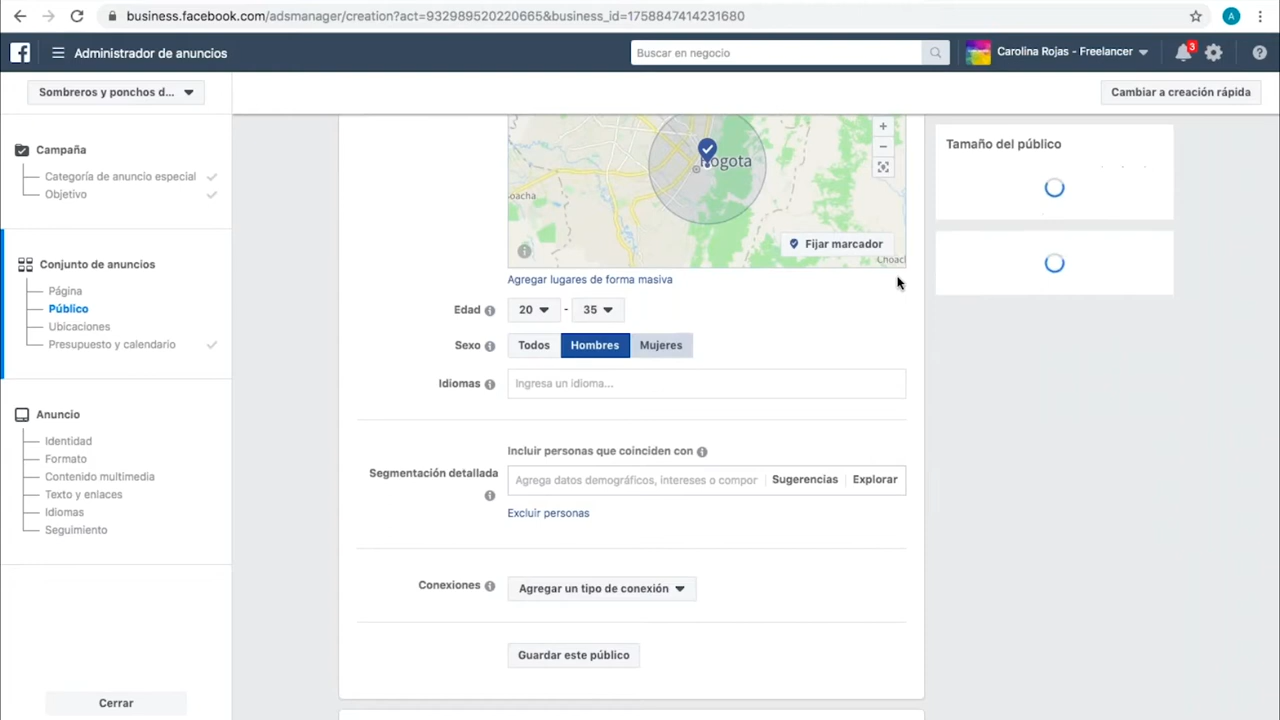 business.facebook.com/adsmanager/creation?act=932989520220665&business_id=1758847414231680
A
Administrador de anuncios
Buscar en negocio
Carolina Rojas - Freelancer
3
Sombreros y ponchos d...
Cambiar a creación rápida
Campaña
Categoría de anuncio especial
Objetivo
Conjunto de anuncios
Página
Público
Ubicaciones
Presupuesto y calendario
Anuncio
Identidad
Formato
Contenido multimedia
Texto y enlaces
Idiomas
Seguimiento
Cerrar
Bogota
oacha
Fijar marcador
Choach
Agregar lugares de forma masiva
Edad 20 - 35
Sexo Todos Hombres Mujeres
Idiomas Ingresa un idioma...
Incluir personas que coinciden con
Segmentación detallada Agrega datos demográficos, intereses o compor Sugerencias Explorar
Excluir personas
Conexiones Agregar un tipo de conexión
Guardar este público
Tamaño del público